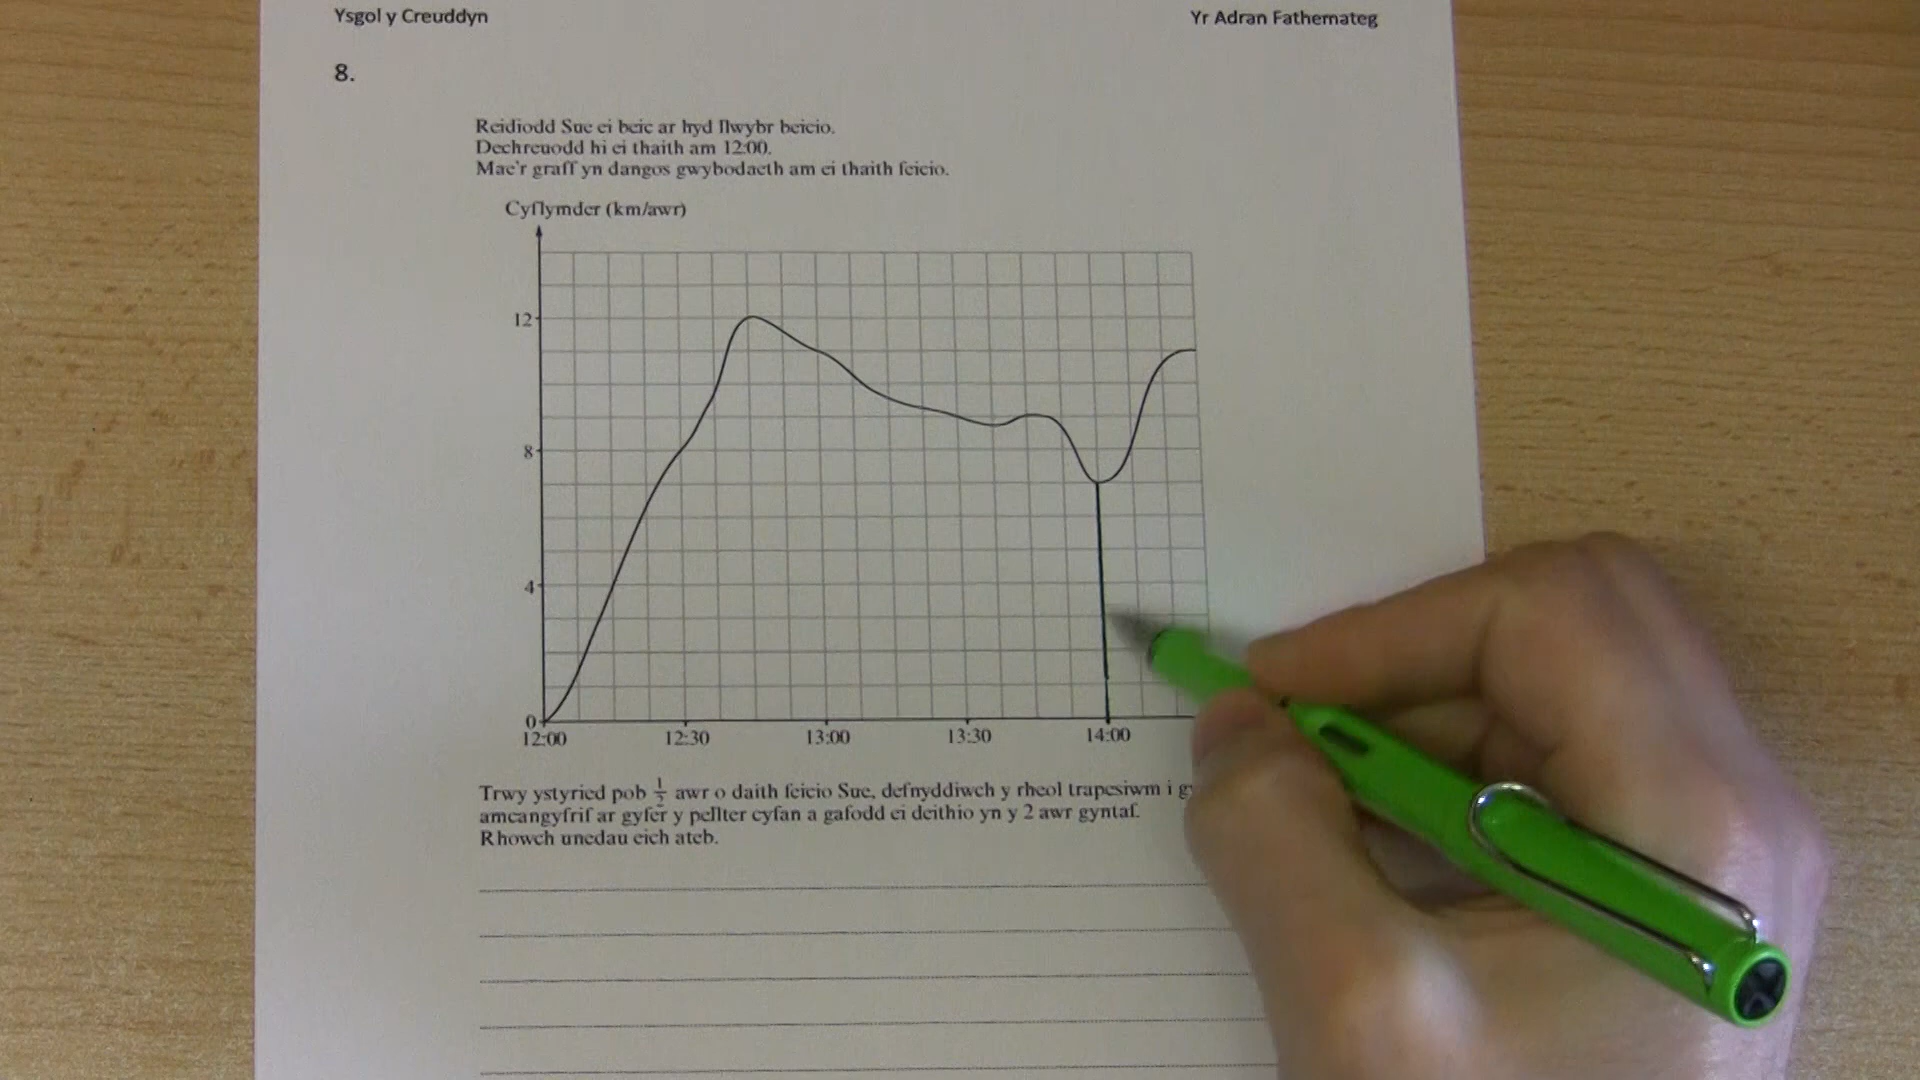 Ysgol y Creuddyn
Yr Adran Fathemateg
8.
Reidiodd Sue ei beic ar hyd llwybr beicio.
Dechreuodd hi ei thaith am 12:00.
Mae'r graff yn dangos gwybodaeth am ei thaith feicio.
Cyflymder (km/awr)
12
8
4
0
12:00 12:30 13:00 13:30 14:00
Trwy ystyried pob 1/2 awr o daith feicio Sue, defnyddiwch y rheol trapesiwm i
amcangyfrif ar gyfer y pellter cyfan a gafodd ei deithio yn y 2 awr gyntaf.
Rhowch unedau eich ateb.